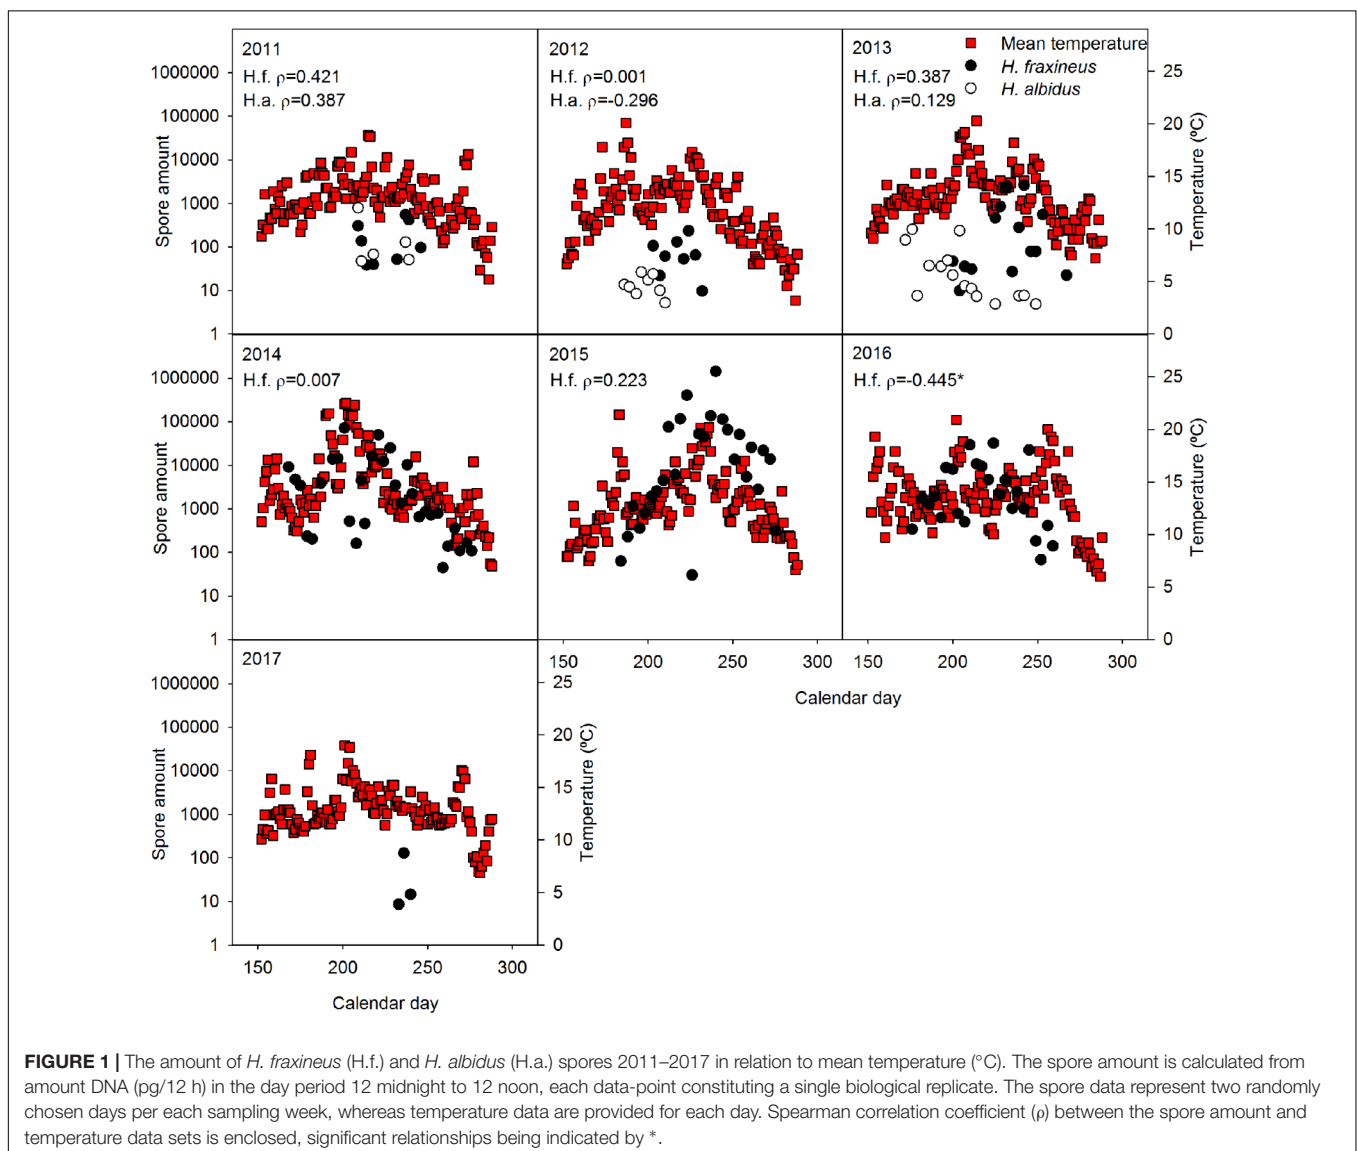 2011
H.f. ρ=0.421
H.a. ρ=0.387
2012
H.f. ρ=0.001
H.a. ρ=-0.296
2013
H.f. ρ=0.387
H.a. ρ=0.129
Mean temperature
H. fraxineus
H. albidus
1000000
100000
10000
1000
100
10
1
Spore amount
25
20
15
10
5
0
Temperature (ºC)
2014
H.f. ρ=0.007
2015
H.f. ρ=0.223
2016
H.f. ρ=-0.445*
1000000
100000
10000
1000
100
10
1
Spore amount
25
20
15
10
5
0
Temperature (ºC)
150 200 250 300
150 200 250 300
Calendar day
2017
1000000
100000
10000
1000
100
10
1
Spore amount
25
20
15
10
5
0
Temperature (ºC)
150 200 250 300
Calendar day
FIGURE 1 | The amount of H. fraxineus (H.f.) and H. albidus (H.a.) spores 2011–2017 in relation to mean temperature (°C). The spore amount is calculated from
amount DNA (pg/12 h) in the day period 12 midnight to 12 noon, each data-point constituting a single biological replicate. The spore data represent two randomly
chosen days per each sampling week, whereas temperature data are provided for each day. Spearman correlation coefficient (ρ) between the spore amount and
temperature data sets is enclosed, significant relationships being indicated by *.